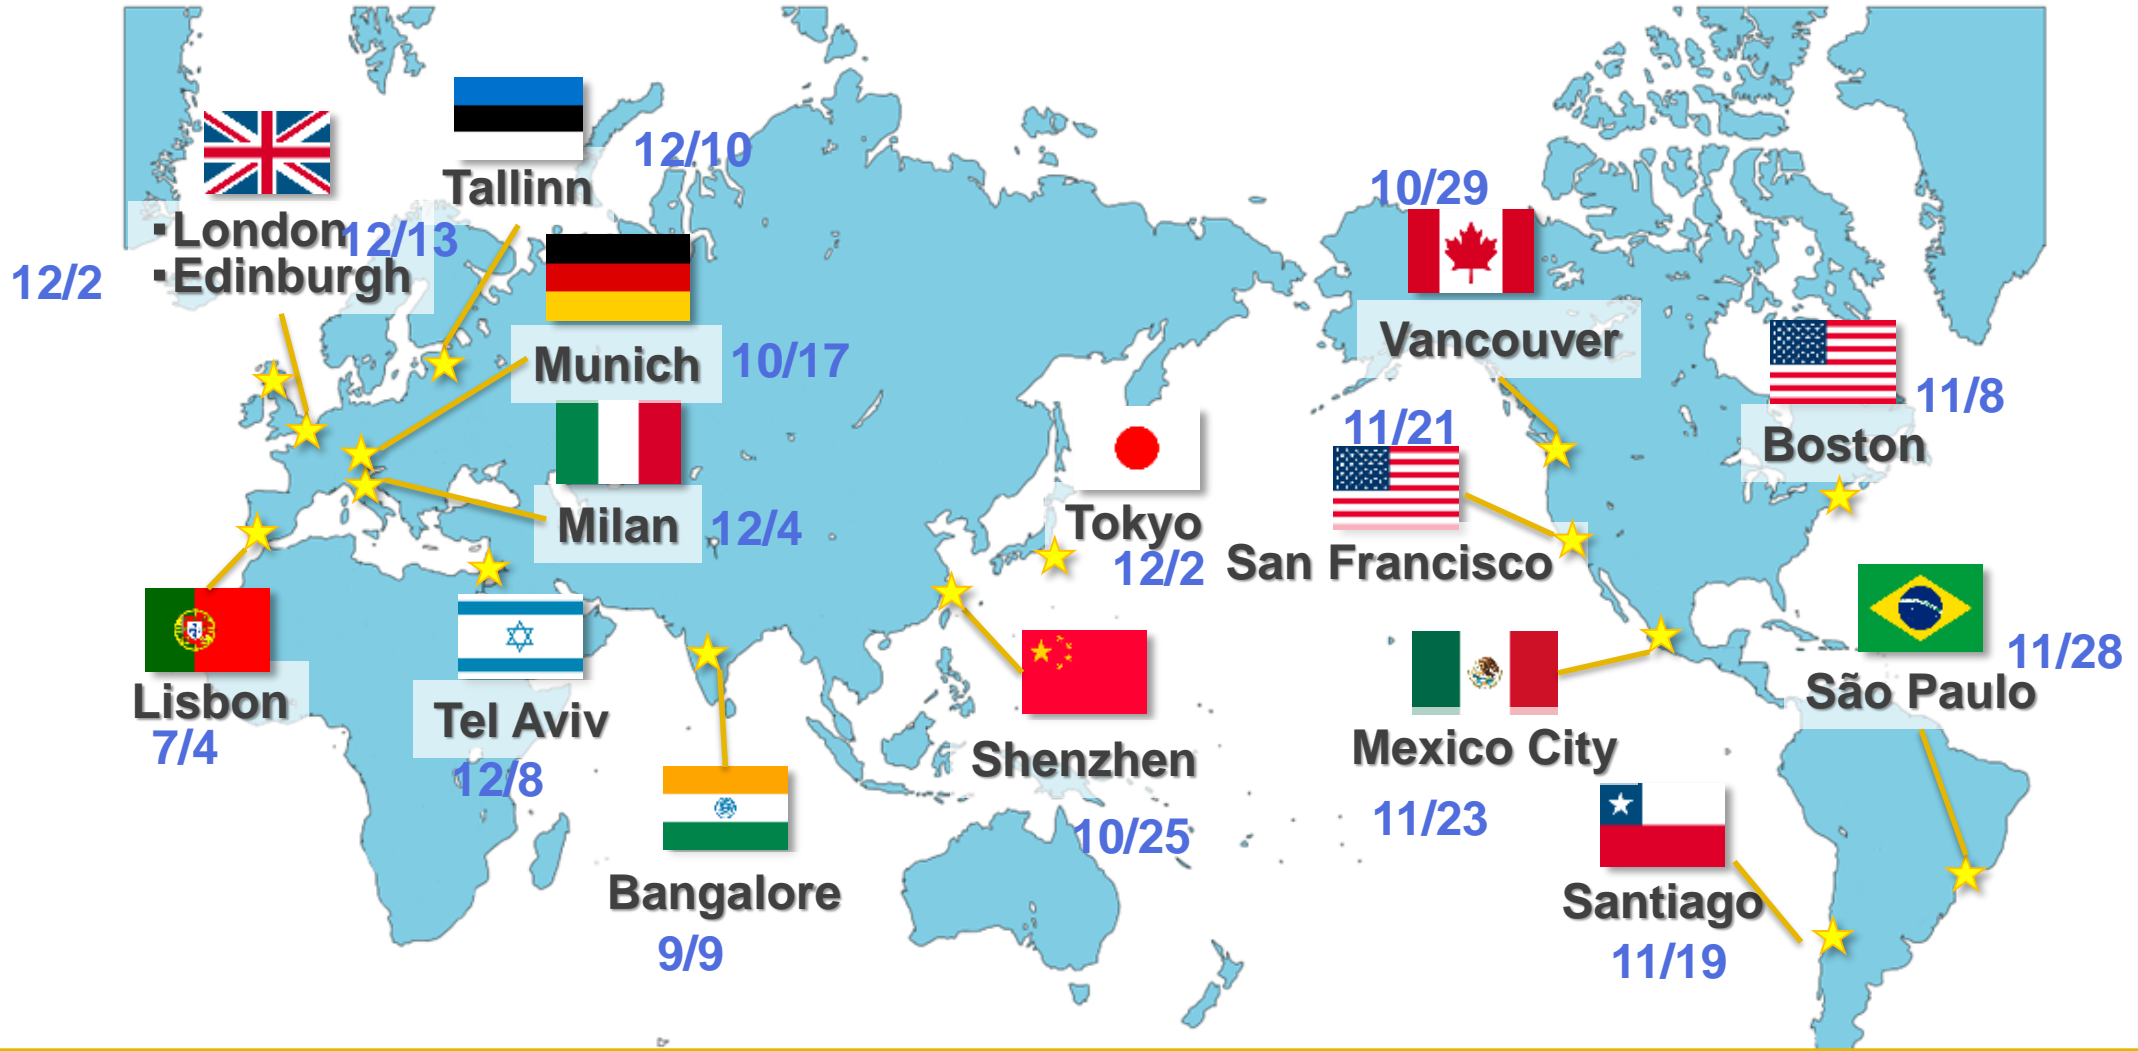 Tallinn
12/10
▪London
12/13
▪Edinburgh
12/2
Munich
10/17
Milan
12/4
Lisbon
7/4
Tel Aviv
12/8
Bangalore
9/9
Tokyo
12/2
Shenzhen
10/25
10/29
Vancouver
11/21
San Francisco
11/8
Boston
Mexico City
11/23
São Paulo
11/28
Santiago
11/19